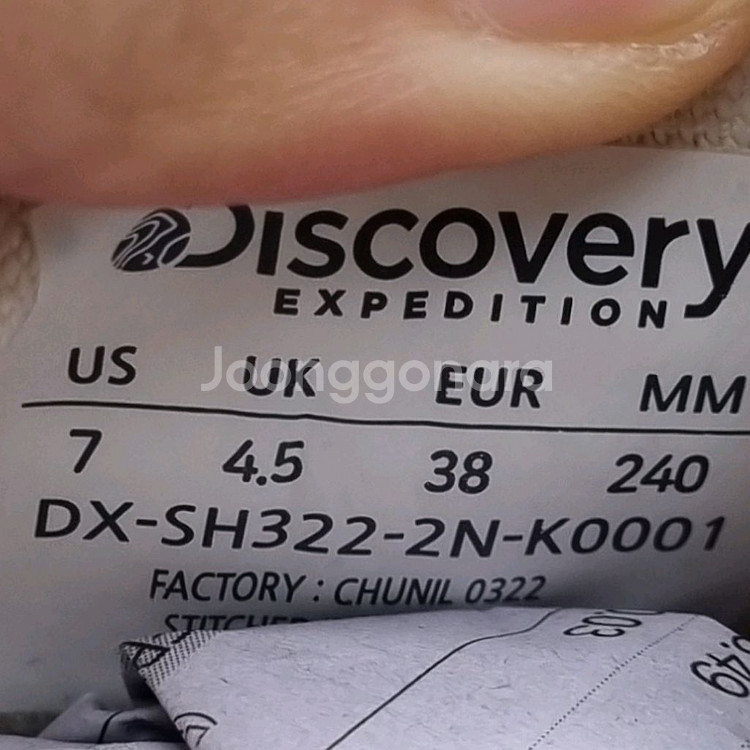 Discovery
EXPEDITION
US UK EUR MM
Joonggonara
7 4.5 38 240
DX-SH322-2N-K0001
FACTORY : CHUNIL 0322